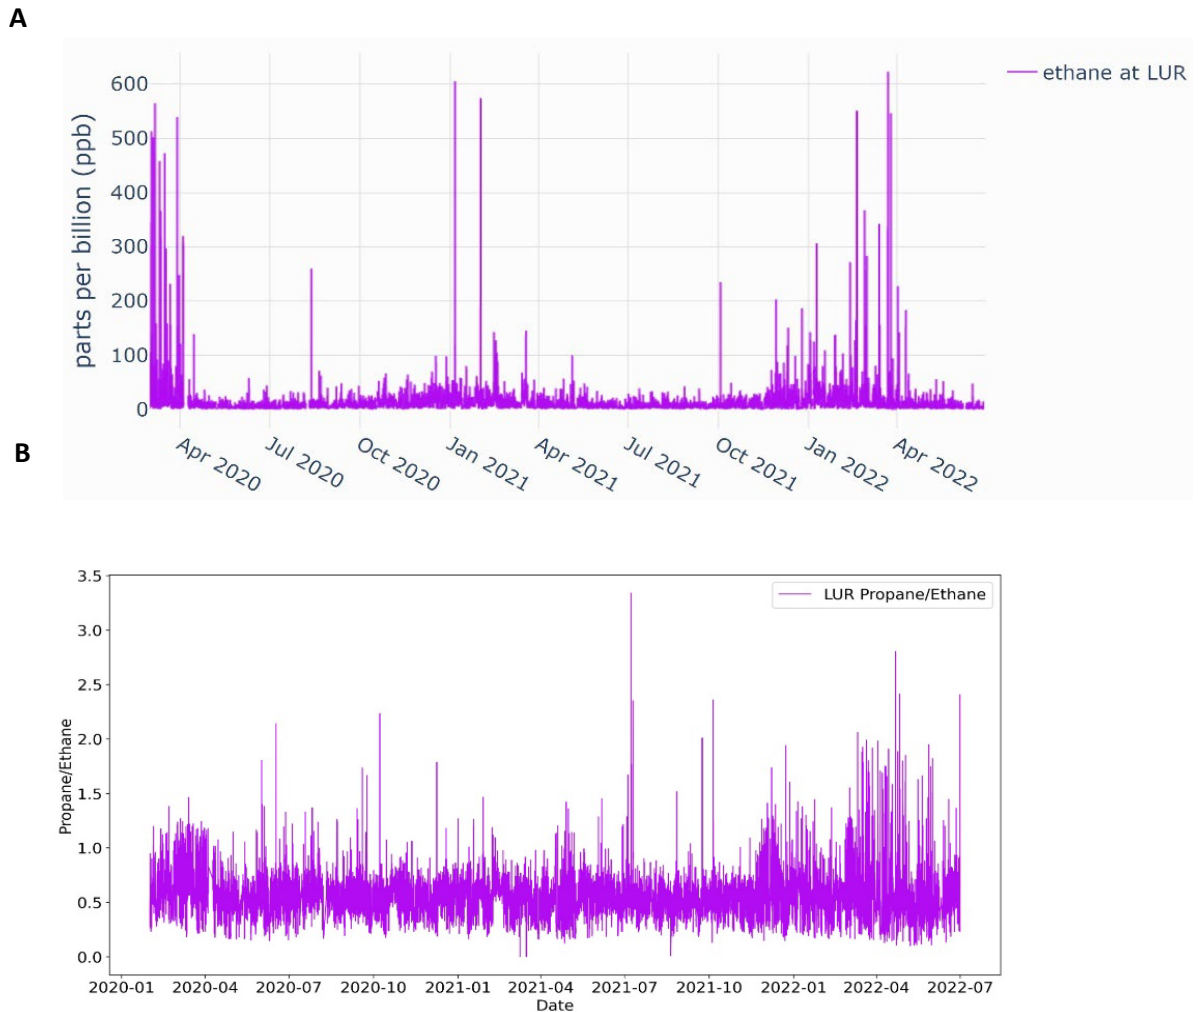 A
ethane at LUR
parts per billion (ppb)
600
500
400
300
200
100
0
Apr 2020
Jul 2020
Oct 2020
Jan 2021
Apr 2021
Jul 2021
Oct 2021
Jan 2022
Apr 2022
B
LUR Propane/Ethane
Propane/Ethane
3.5
3.0
2.5
2.0
1.5
1.0
0.5
0.0
2020-01 2020-04 2020-07 2020-10 2021-01 2021-04 2021-07 2021-10 2022-01 2022-04 2022-07
Date